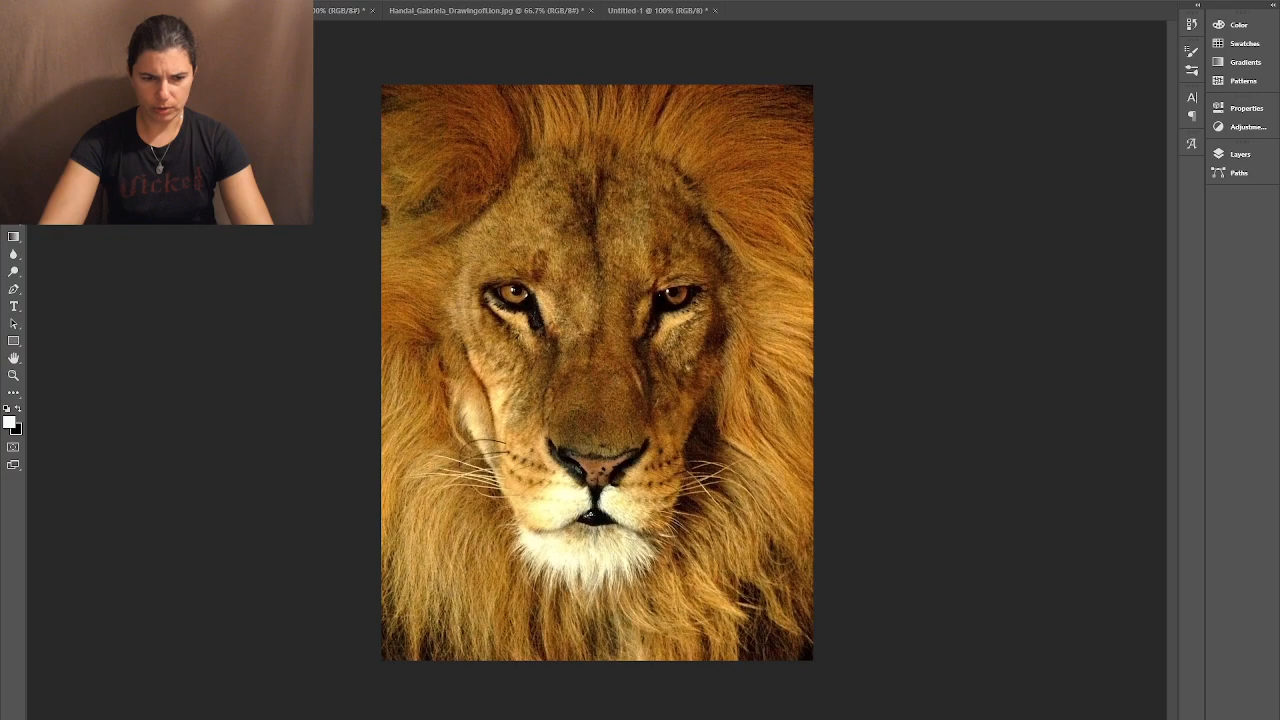 00% (RGB/8#) * × Handal_Gabriela_DrawingofLion.jpg @ 66.7% (RGB/8#) * × Untitled-1 @ 100% (RGB/8) * ×
Wicked
Color
Swatches
Gradients
Patterns
Properties
Adjustme...
Layers
Paths